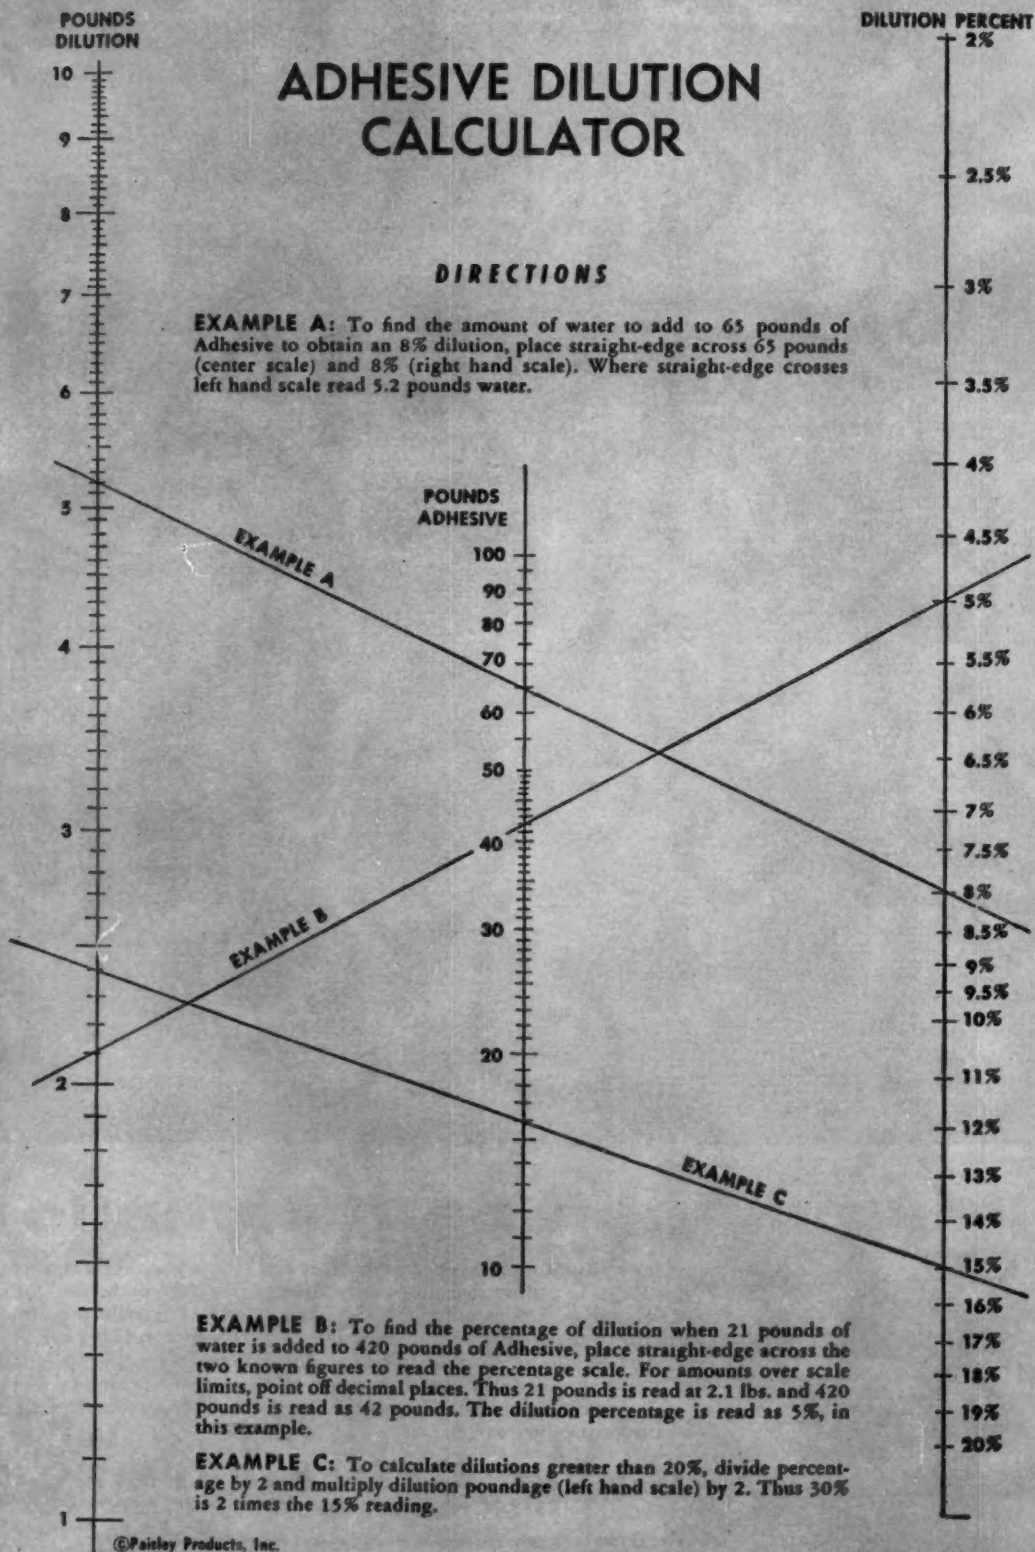 POUNDS
DILUTION
DILUTION PERCENT
ADHESIVE DILUTION
CALCULATOR
DIRECTIONS
EXAMPLE A: To find the amount of water to add to 65 pounds of
Adhesive to obtain an 8% dilution, place straight-edge across 65 pounds
(center scale) and 8% (right hand scale). Where straight-edge crosses
left hand scale read 5.2 pounds water.
10
9
8
7
6
5
4
3
2
1
POUNDS
ADHESIVE
100
90
80
70
60
50
40
30
20
10
2%
2.5%
3%
3.5%
4%
4.5%
5%
5.5%
6%
6.5%
7%
7.5%
8%
8.5%
9%
9.5%
10%
11%
12%
13%
14%
15%
16%
17%
18%
19%
20%
EXAMPLE A
EXAMPLE B
EXAMPLE C
EXAMPLE B: To find the percentage of dilution when 21 pounds of
water is added to 420 pounds of Adhesive, place straight-edge across the
two known figures to read the percentage scale. For amounts over scale
limits, point off decimal places. Thus 21 pounds is read at 2.1 lbs. and 420
pounds is read as 42 pounds. The dilution percentage is read as 5%, in
this example.
EXAMPLE C: To calculate dilutions greater than 20%, divide percent-
age by 2 and multiply dilution poundage (left hand scale) by 2. Thus 30%
is 2 times the 15% reading.
©Paisley Products, Inc.